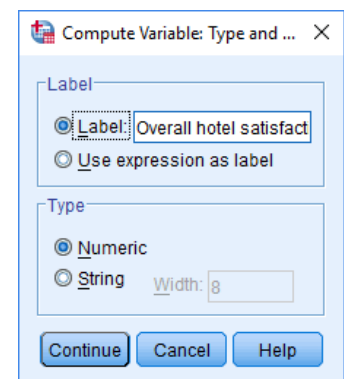 Compute Variable: Type and ...
Label
Label: Overall hotel satisfact
Use expression as label
Type
Numeric
String Width: 8
Continue Cancel Help